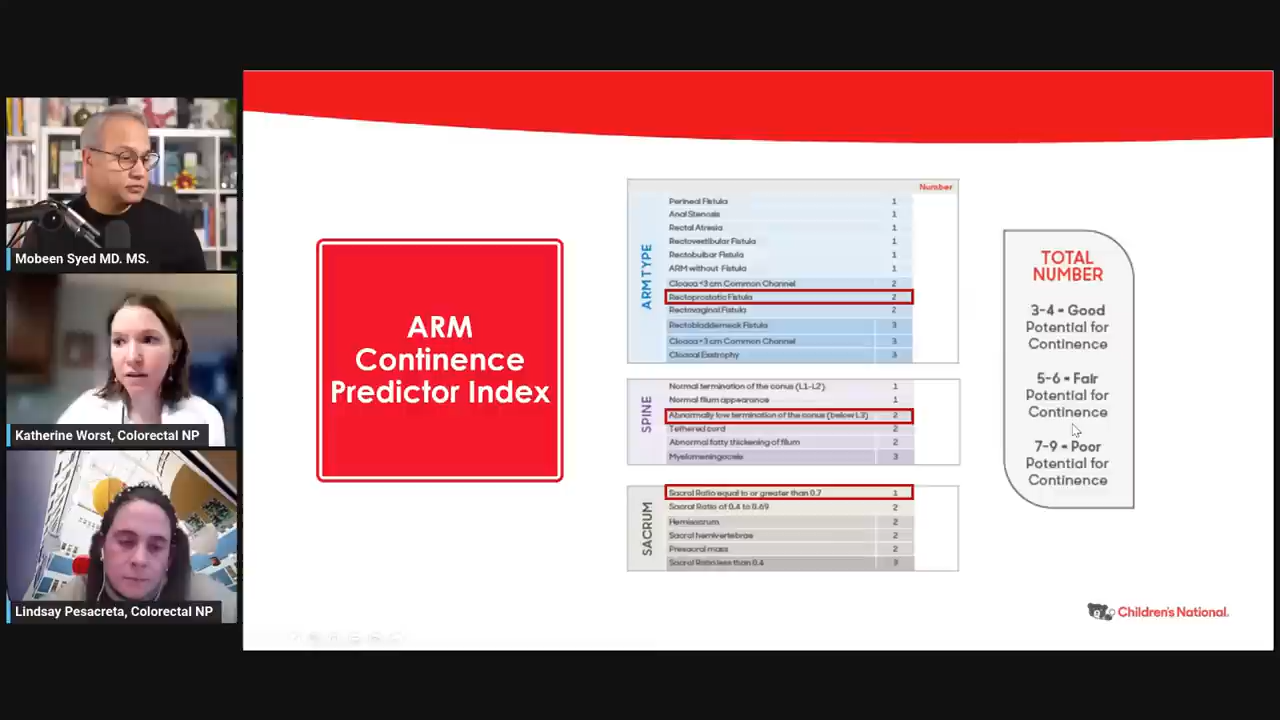 Mobeen Syed MD. MS.
Katherine Worst, Colorectal NP
Lindsay Pesacreta, Colorectal NP
ARM
Continence
Predictor Index
Number
ARM TYPE
Perineal Fistula 1
Anal Stenosis 1
Rectal Atresia 1
Rectovestibular Fistula 1
Rectobulbar Fistula 1
ARM without Fistula 1
Cloaca <3 cm Common Channel 2
Rectoprostatic Fistula 2
Rectovaginal Fistula 2
Rectobladderneck Fistula 3
Cloaca >3 cm Common Channel 3
Cloacal Exstrophy 3
SPINE
Normal termination of the conus (L1-L2) 1
Normal filum appearance 1
Abnormally low termination of the conus (below L3) 2
Tethered cord 2
Abnormal fatty thickening of filum 2
Myelomeningocele 3
SACRUM
Sacral Ratio equal to or greater than 0.7 1
Sacral Ratio of 0.4 to 0.69 2
Hemisacrum 2
Sacral hemivertebrae 2
Presacral mass 2
Sacral Ratio less than 0.4 3
TOTAL
NUMBER
3-4 = Good
Potential for
Continence
5-6 = Fair
Potential for
Continence
7-9 = Poor
Potential for
Continence
Children's National.